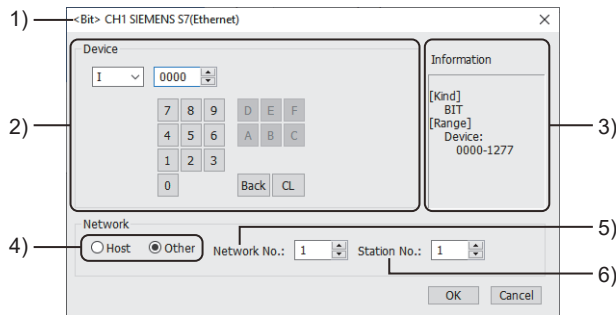 1)
<Bit> CH1 SIEMENS S7(Ethernet)
Device
I 0000
7 8 9 D E F
4 5 6 A B C
1 2 3
0 Back CL
2)
Information
[Kind]
BIT
[Range]
Device:
0000-1277
3)
Network
4)
Host Other Network No.: 1 Station No.: 1
5)
6)
OK Cancel